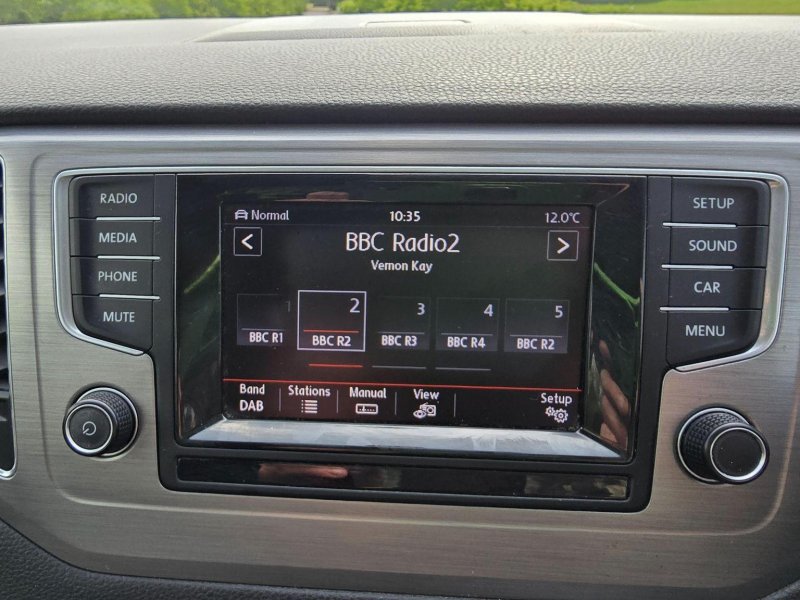 RADIO
MEDIA
PHONE
MUTE
Normal 10:35 12.0°C
< BBC Radio2 >
Vernon Kay
1 2 3 4 5
BBC R1 BBC R2 BBC R3 BBC R4 BBC R2
Band Stations Manual View Setup
DAB
SETUP
SOUND
CAR
MENU